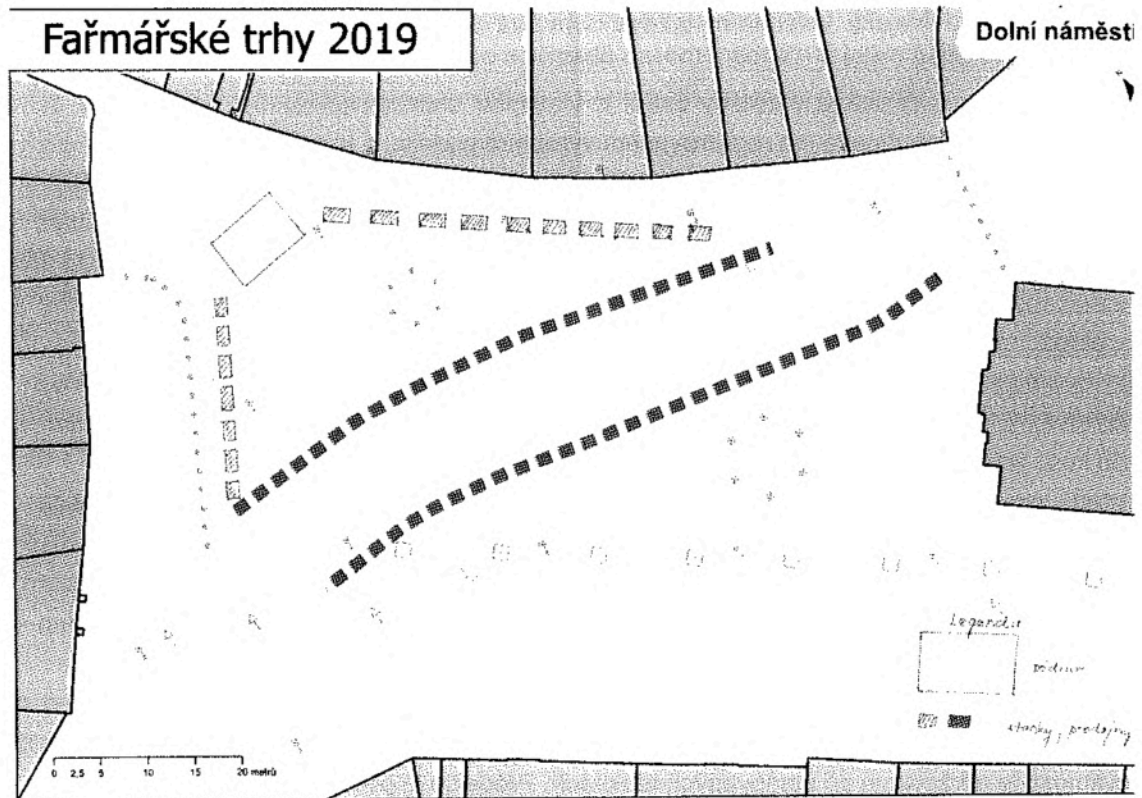 Fařmářské trhy 2019
Dolní náměstí
Legenda
pódium
stánky, prodejny
0 2,5 5 10 15 20 metrů